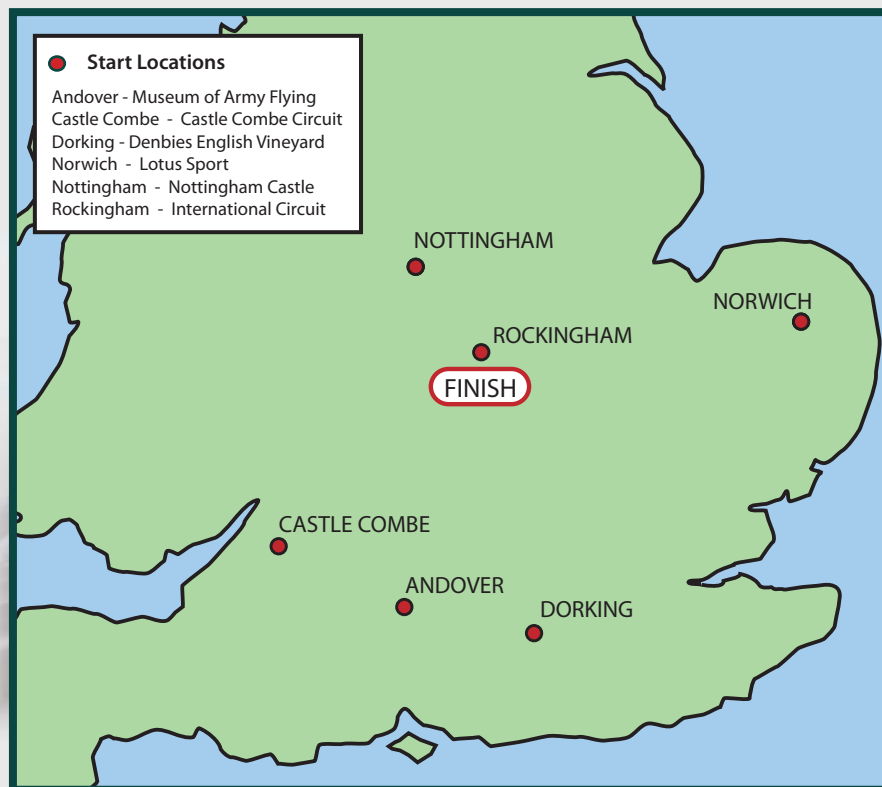 Start Locations
Andover - Museum of Army Flying
Castle Combe - Castle Combe Circuit
Dorking - Denbies English Vineyard
Norwich - Lotus Sport
Nottingham - Nottingham Castle
Rockingham - International Circuit
NOTTINGHAM
NORWICH
ROCKINGHAM
FINISH
CASTLE COMBE
ANDOVER
DORKING